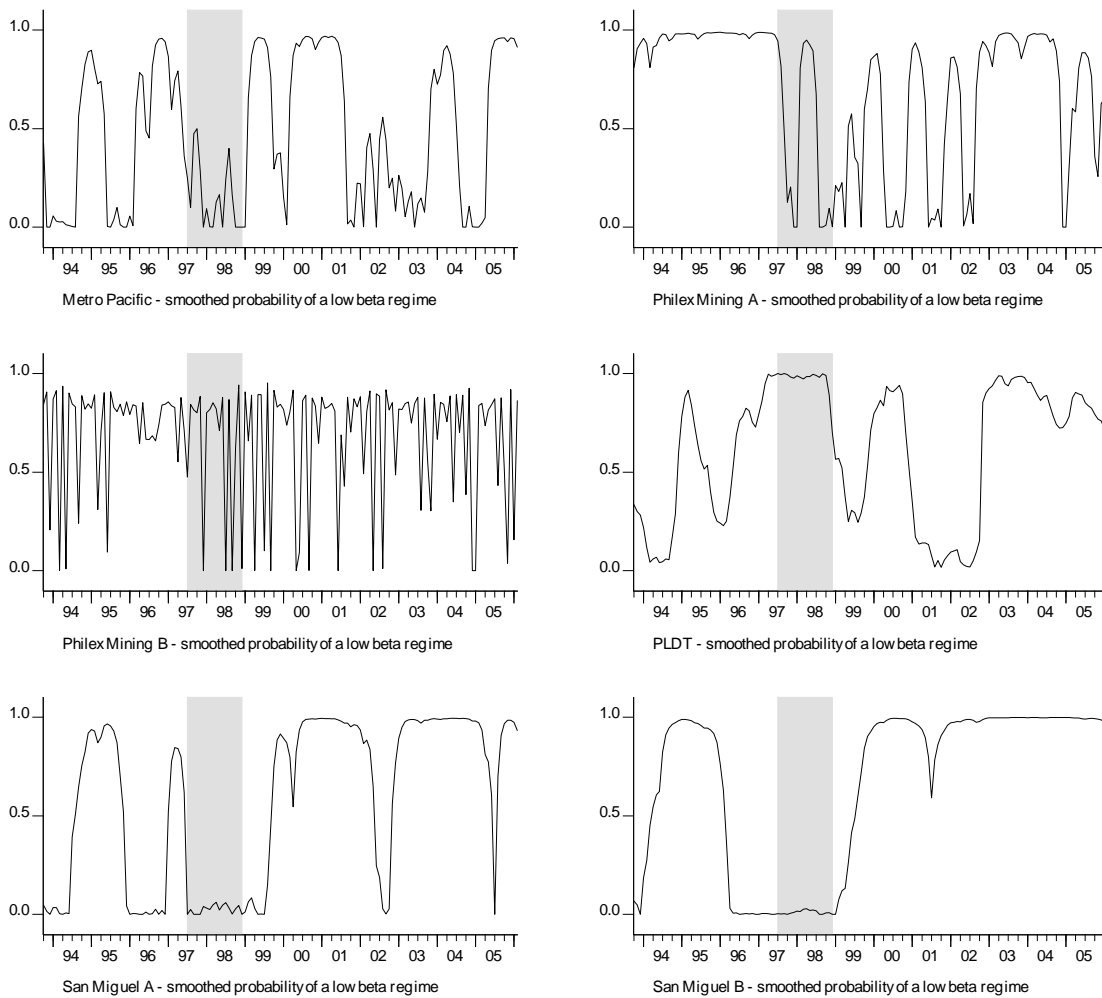 1.0
0.5
0.0
94 95 96 97 98 99 00 01 02 03 04 05
Metro Pacific - smoothed probability of a low beta regime
1.0
0.5
0.0
94 95 96 97 98 99 00 01 02 03 04 05
Philex Mining A - smoothed probability of a low beta regime
1.0
0.5
0.0
94 95 96 97 98 99 00 01 02 03 04 05
Philex Mining B - smoothed probability of a low beta regime
1.0
0.5
0.0
94 95 96 97 98 99 00 01 02 03 04 05
PLDT - smoothed probability of a low beta regime
1.0
0.5
0.0
94 95 96 97 98 99 00 01 02 03 04 05
San Miguel A - smoothed probability of a low beta regime
1.0
0.5
0.0
94 95 96 97 98 99 00 01 02 03 04 05
San Miguel B - smoothed probability of a low beta regime